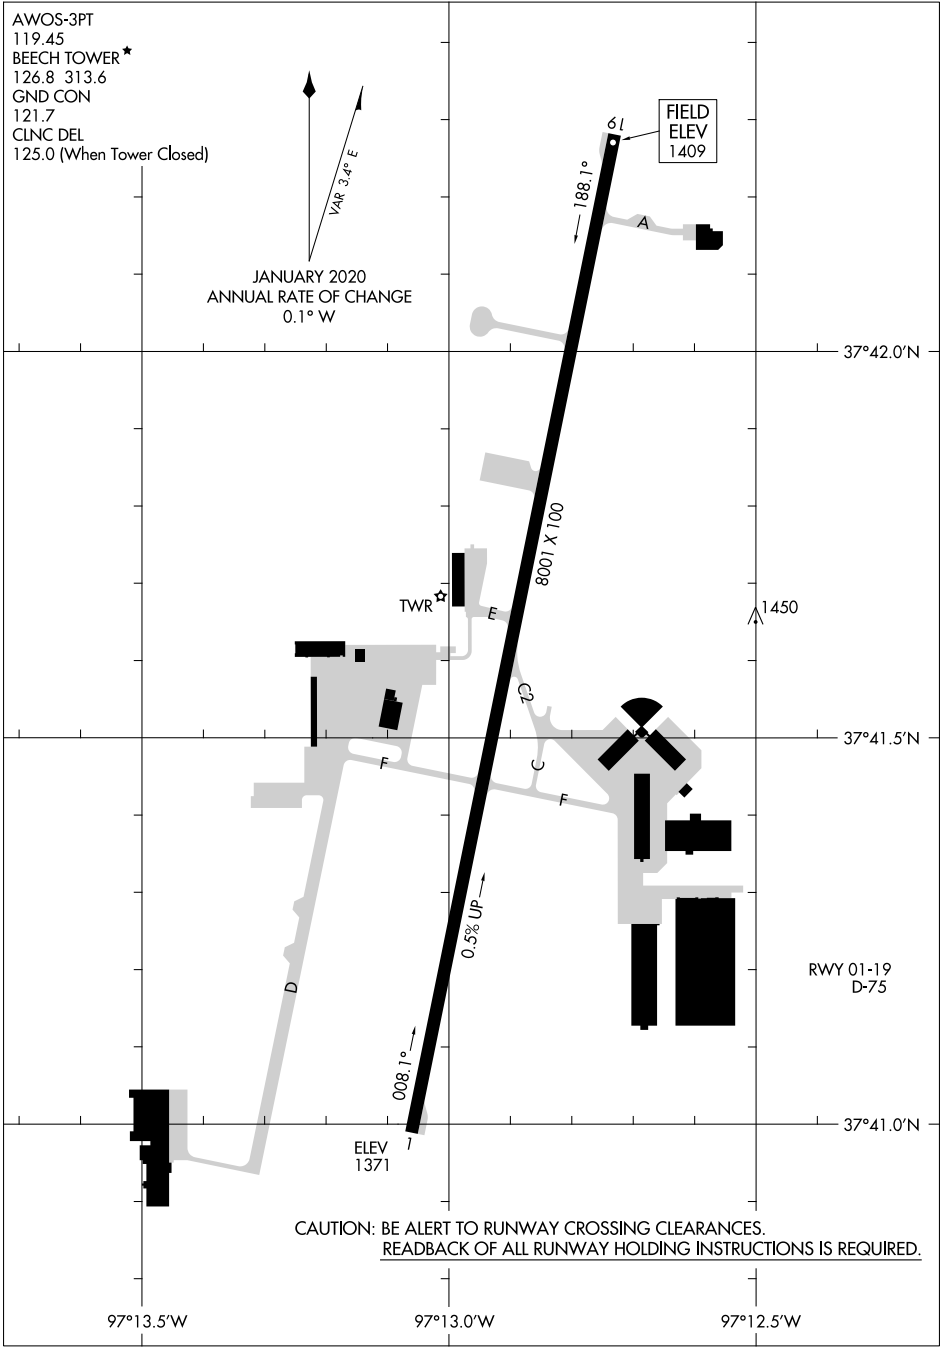 AWOS-3PT
119.45
BEECH TOWER★
126.8 313.6
GND CON
121.7
CLNC DEL
125.0 (When Tower Closed)
VAR 3.4° E
JANUARY 2020
ANNUAL RATE OF CHANGE
0.1° W
19
FIELD
ELEV
1409
188.1°
A
37°42.0'N
8001 X 100
TWR
E
1450
C2
37°41.5'N
F
C
F
0.5% UP
D
RWY 01-19
D-75
008.1°
37°41.0'N
1
ELEV
1371
CAUTION: BE ALERT TO RUNWAY CROSSING CLEARANCES.
READBACK OF ALL RUNWAY HOLDING INSTRUCTIONS IS REQUIRED.
97°13.5'W
97°13.0'W
97°12.5'W